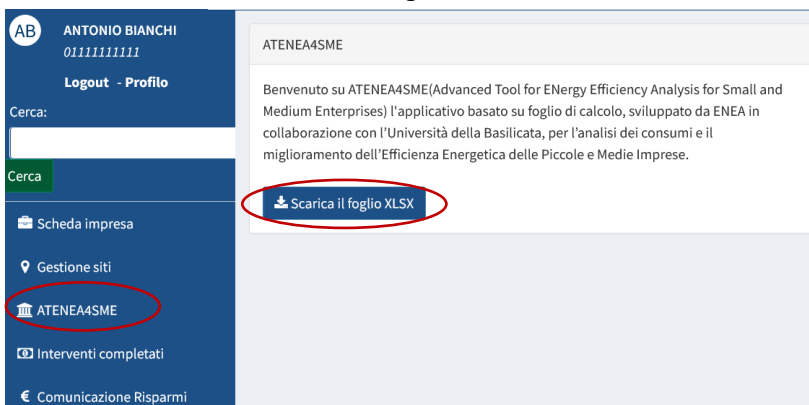 AB
ANTONIO BIANCHI
01111111111
Logout - Profilo
Cerca:
Cerca
Scheda impresa
Gestione siti
ATENEA4SME
Interventi completati
€ Comunicazione Risparmi
ATENEA4SME
Benvenuto su ATENEA4SME(Advanced Tool for ENergy Efficiency Analysis for Small and
Medium Enterprises) l'applicativo basato su foglio di calcolo, sviluppato da ENEA in
collaborazione con l'Università della Basilicata, per l'analisi dei consumi e il
miglioramento dell'Efficienza Energetica delle Piccole e Medie Imprese.
Scarica il foglio XLSX